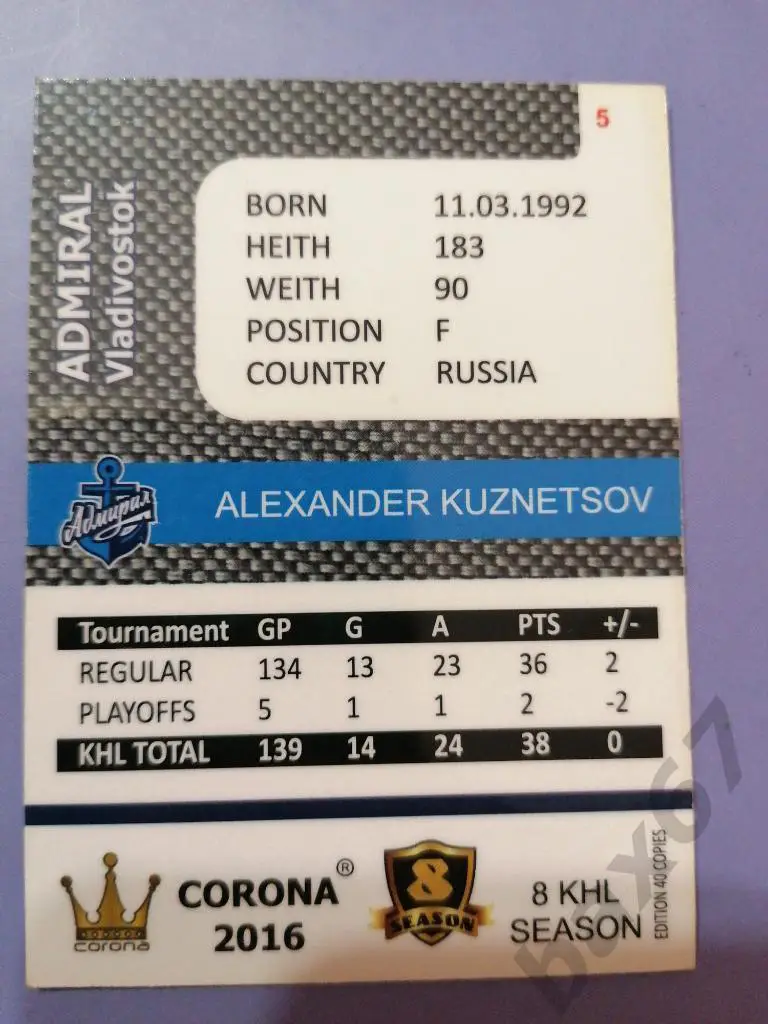 5
ADMIRAL
Vladivostok
BORN 11.03.1992
HEITH 183
WEITH 90
POSITION F
COUNTRY RUSSIA
Адмирал
ALEXANDER KUZNETSOV
Tournament GP G A PTS +/-
REGULAR 134 13 23 36 2
PLAYOFFS 5 1 1 2 -2
KHL TOTAL 139 14 24 38 0
corona
CORONA ®
2016
8
SEASON
8 KHL
SEASON
EDITION 40 COPIES
bax67